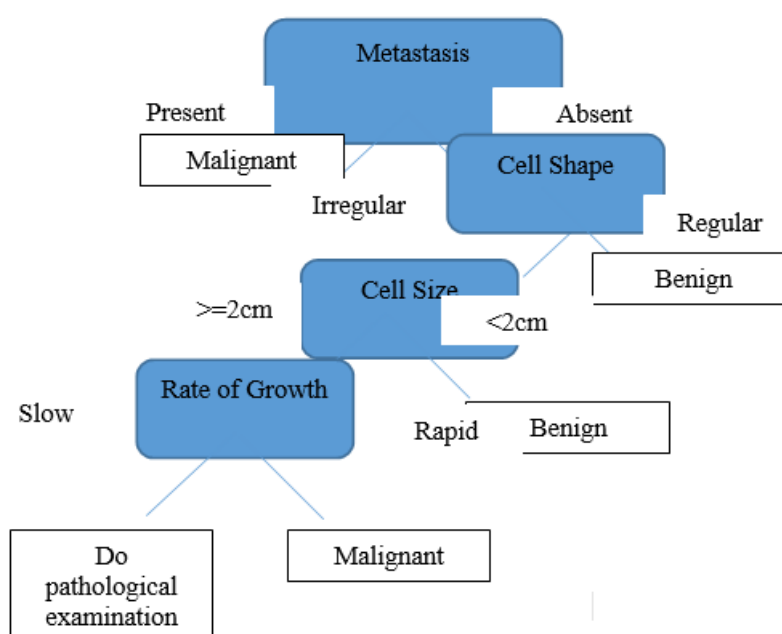 Metastasis
Present
Absent
Malignant
Cell Shape
Irregular
Regular
Benign
Cell Size
>=2cm
<2cm
Rate of Growth
Slow
Rapid
Benign
Do
pathological
examination
Malignant